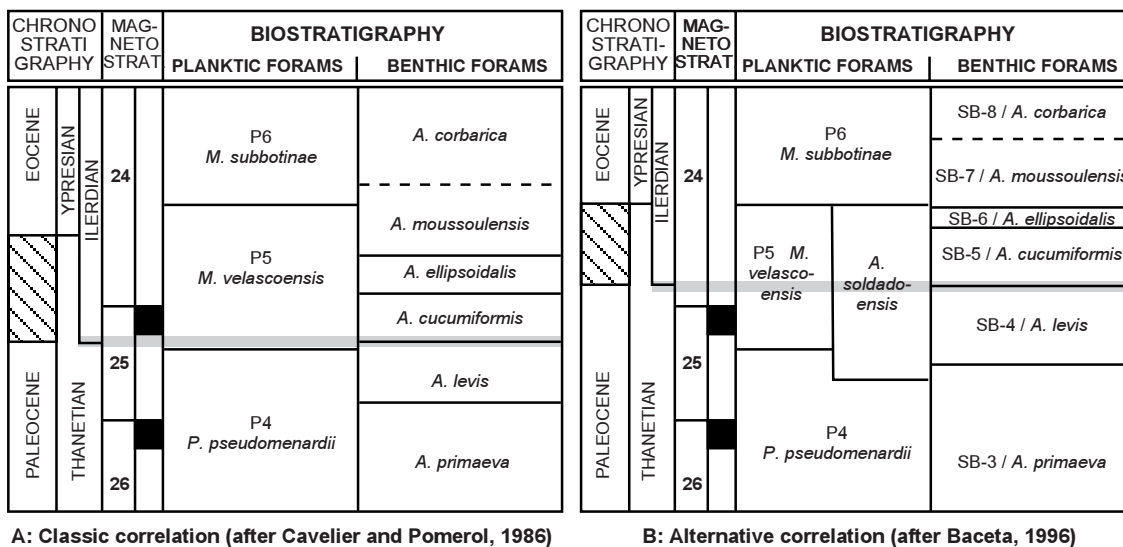 CHRONO
STRATI
GRAPHY
MAG-
NETO
STRAT.
BIOSTRATIGRAPHY
PLANKTIC FORAMS
BENTHIC FORAMS
EOCENE
PALEOCENE
YPRESIAN
THANETIAN
ILERDIAN
24
25
26
P6
M. subbotinae
P5
M. velascoensis
P4
P. pseudomenardii
A. corbarica
A. moussoulensis
A. ellipsoidalis
A. cucumiformis
A. levis
A. primaeva
A: Classic correlation (after Cavelier and Pomerol, 1986)
CHRONO
STRATI-
GRAPHY
MAG-
NETO
STRAT.
BIOSTRATIGRAPHY
PLANKTIC FORAMS
BENTHIC FORAMS
EOCENE
PALEOCENE
YPRESIAN
THANETIAN
ILERDIAN
24
25
26
P6
M. subbotinae
P5 M.
velasco-
ensis
A.
soldado-
ensis
P4
P. pseudomenardii
SB-8 / A. corbarica
SB-7 / A. moussoulensis
SB-6 / A. ellipsoidalis
SB-5 / A. cucumiformis
SB-4 / A. levis
SB-3 / A. primaeva
B: Alternative correlation (after Baceta, 1996)